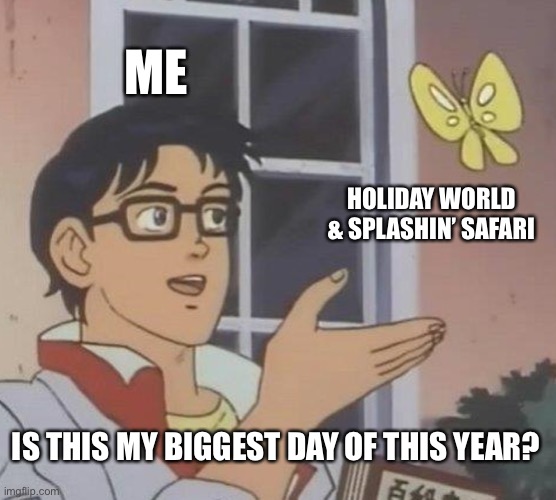 ME
HOLIDAY WORLD
& SPLASHIN’ SAFARI
IS THIS MY BIGGEST DAY OF THIS YEAR?
imgflip.com